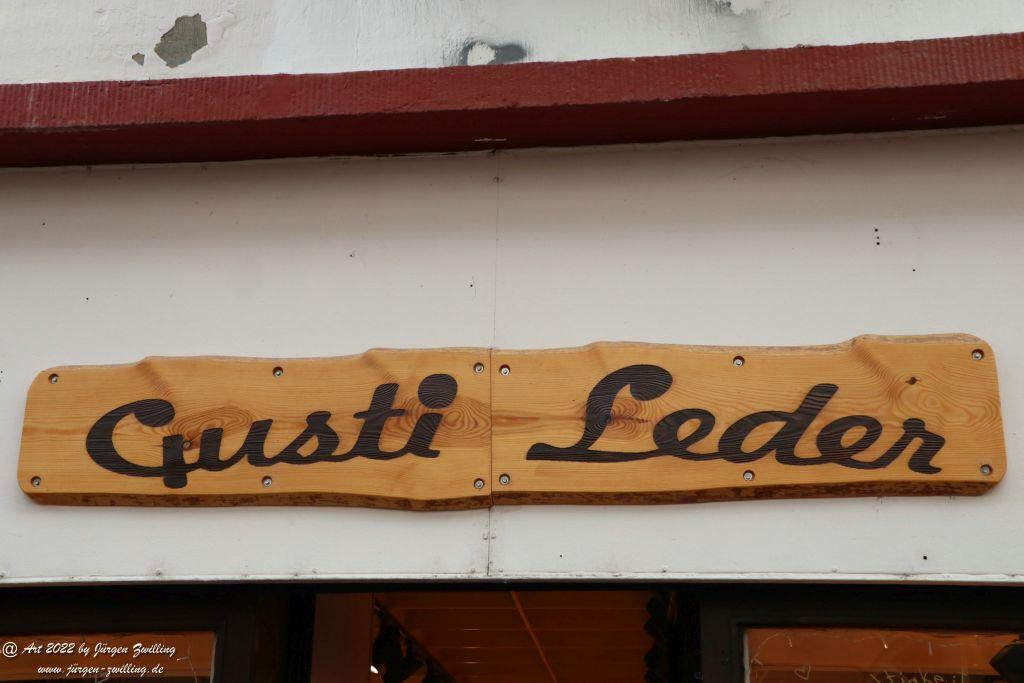 Gusti Leder
@ Art 2022 by Jürgen Zwilling
www.jürgen-zwilling.de